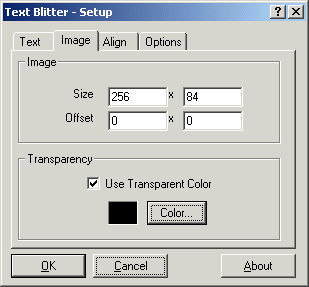 Text Blitter - Setup
Text Image Align Options
Image
Size 256 x 84
Offset 0 x 0
Transparency
Use Transparent Color
Color...
OK Cancel About